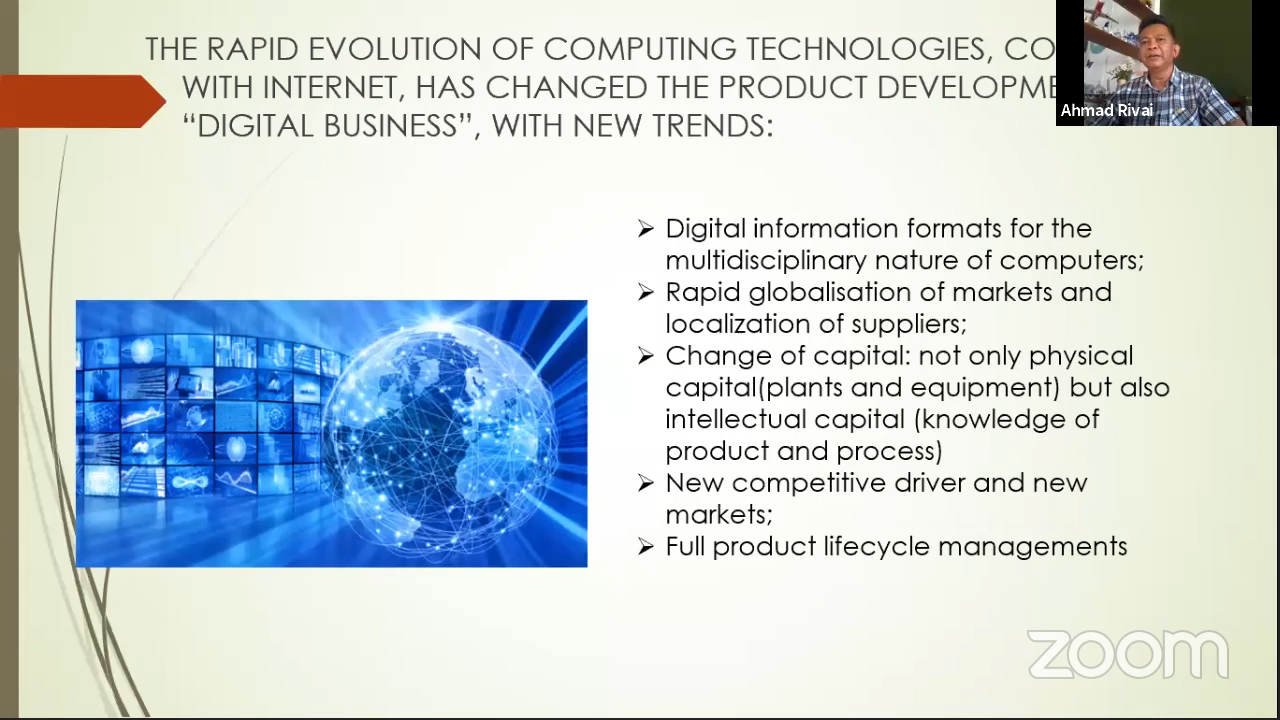 THE RAPID EVOLUTION OF COMPUTING TECHNOLOGIES,
WITH INTERNET, HAS CHANGED THE PRODUCT
“DIGITAL BUSINESS”, WITH NEW TRENDS:
Ahmad Rivai
➢ Digital information formats for the
multidisciplinary nature of computers;
➢ Rapid globalisation of markets and
localization of suppliers;
➢ Change of capital: not only physical
capital(plants and equipment) but also
intellectual capital (knowledge of
product and process)
➢ New competitive driver and new
markets;
➢ Full product lifecycle managements
zoom